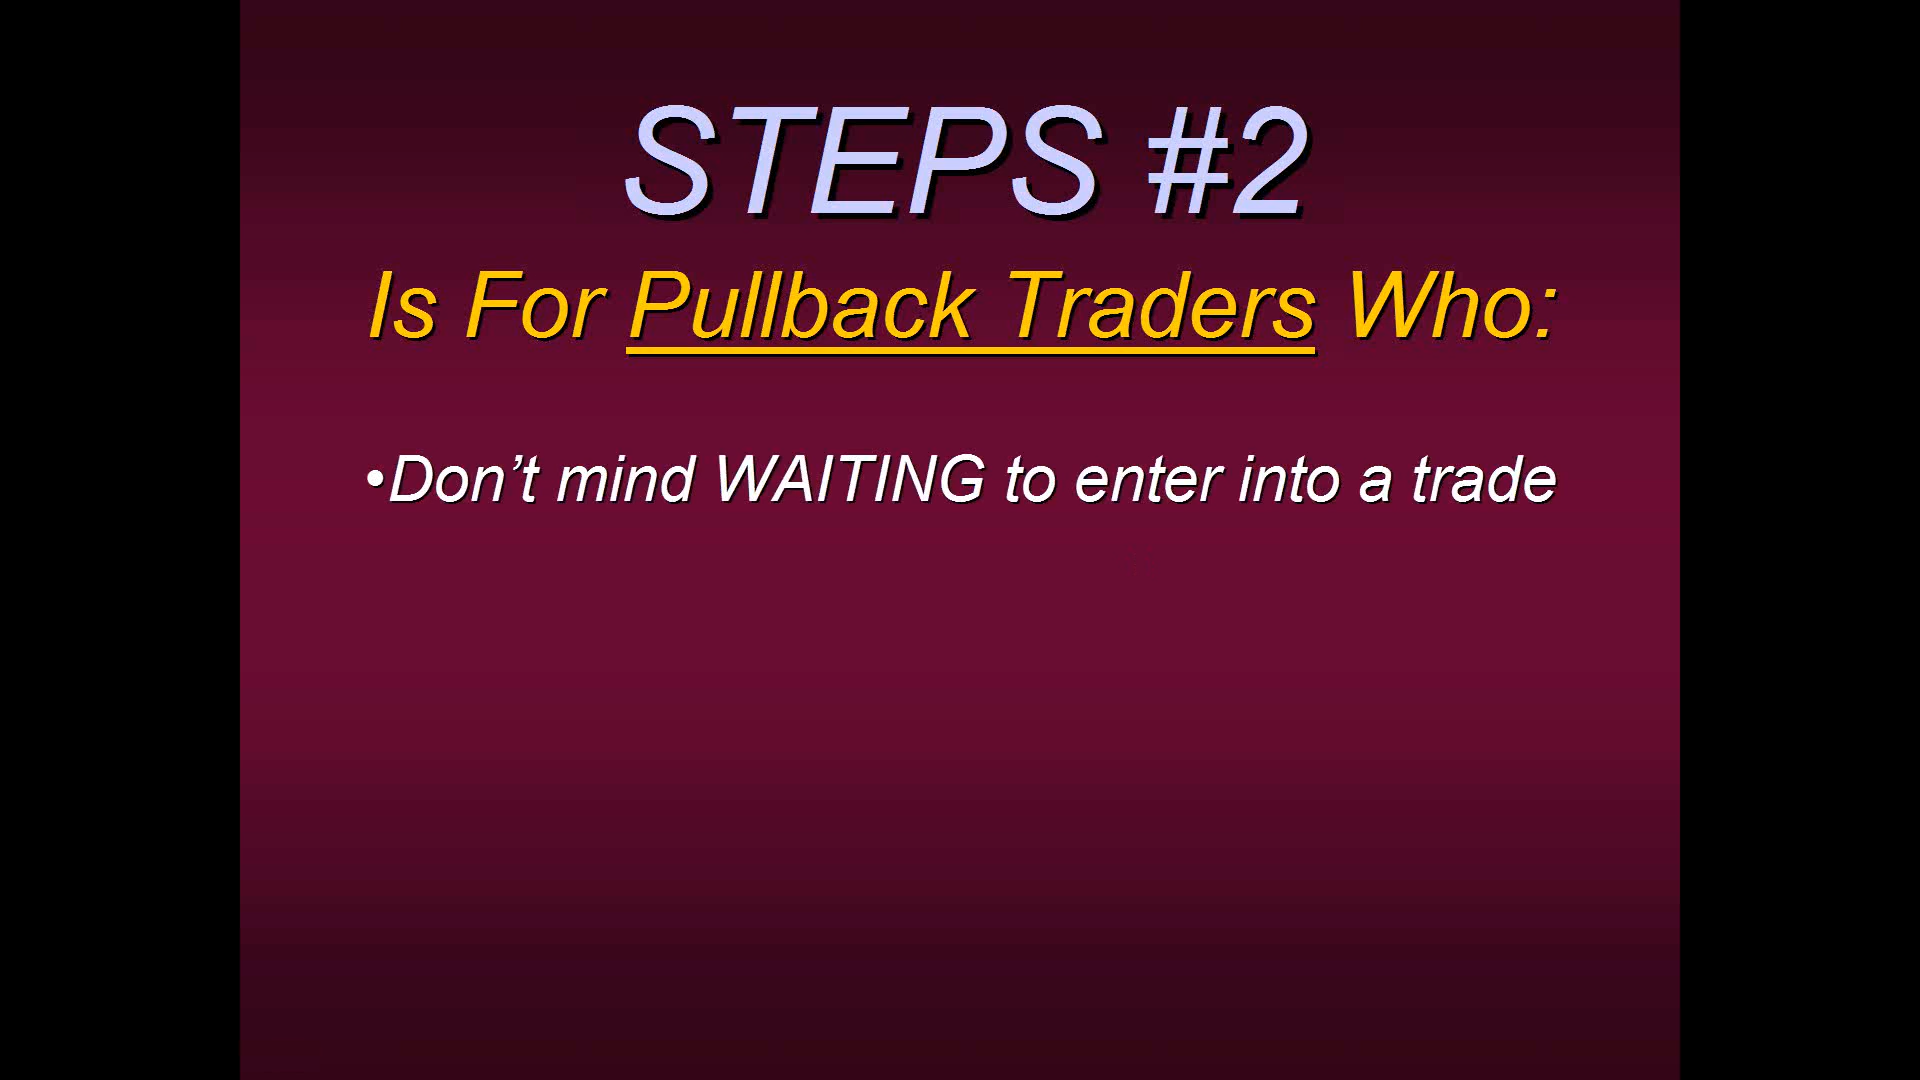 STEPS #2
Is For Pullback Traders Who:
•Don’t mind WAITING to enter into a trade